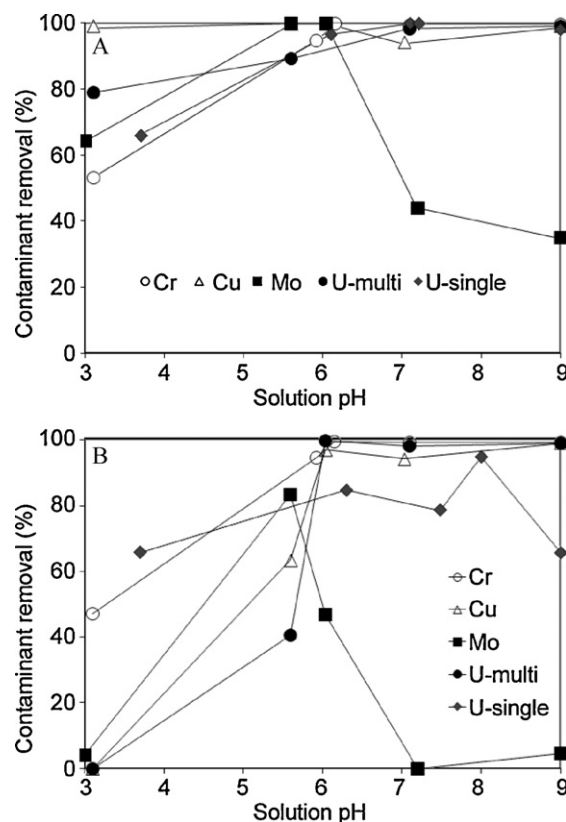 A
Contaminant removal (%)
100
80
60
40
20
0
Cr Cu Mo U-multi U-single
3 4 5 6 7 8 9
Solution pH
B
Contaminant removal (%)
100
80
60
40
20
0
Cr
Cu
Mo
U-multi
U-single
3 4 5 6 7 8 9
Solution pH